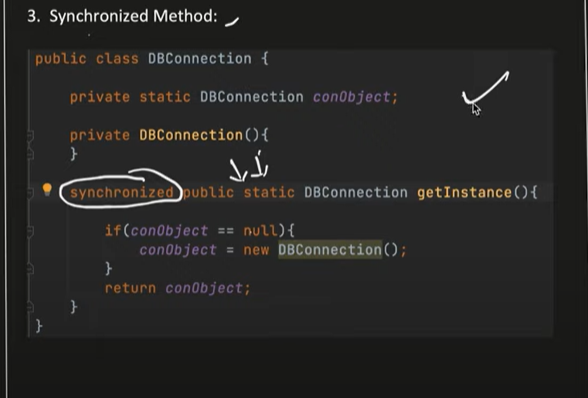 3. Synchronized Method:
public class DBConnection {
private static DBConnection conObject;
private DBConnection(){
}
synchronized public static DBConnection getInstance(){
if(conObject == null){
conObject = new DBConnection();
}
return conObject;
}
}